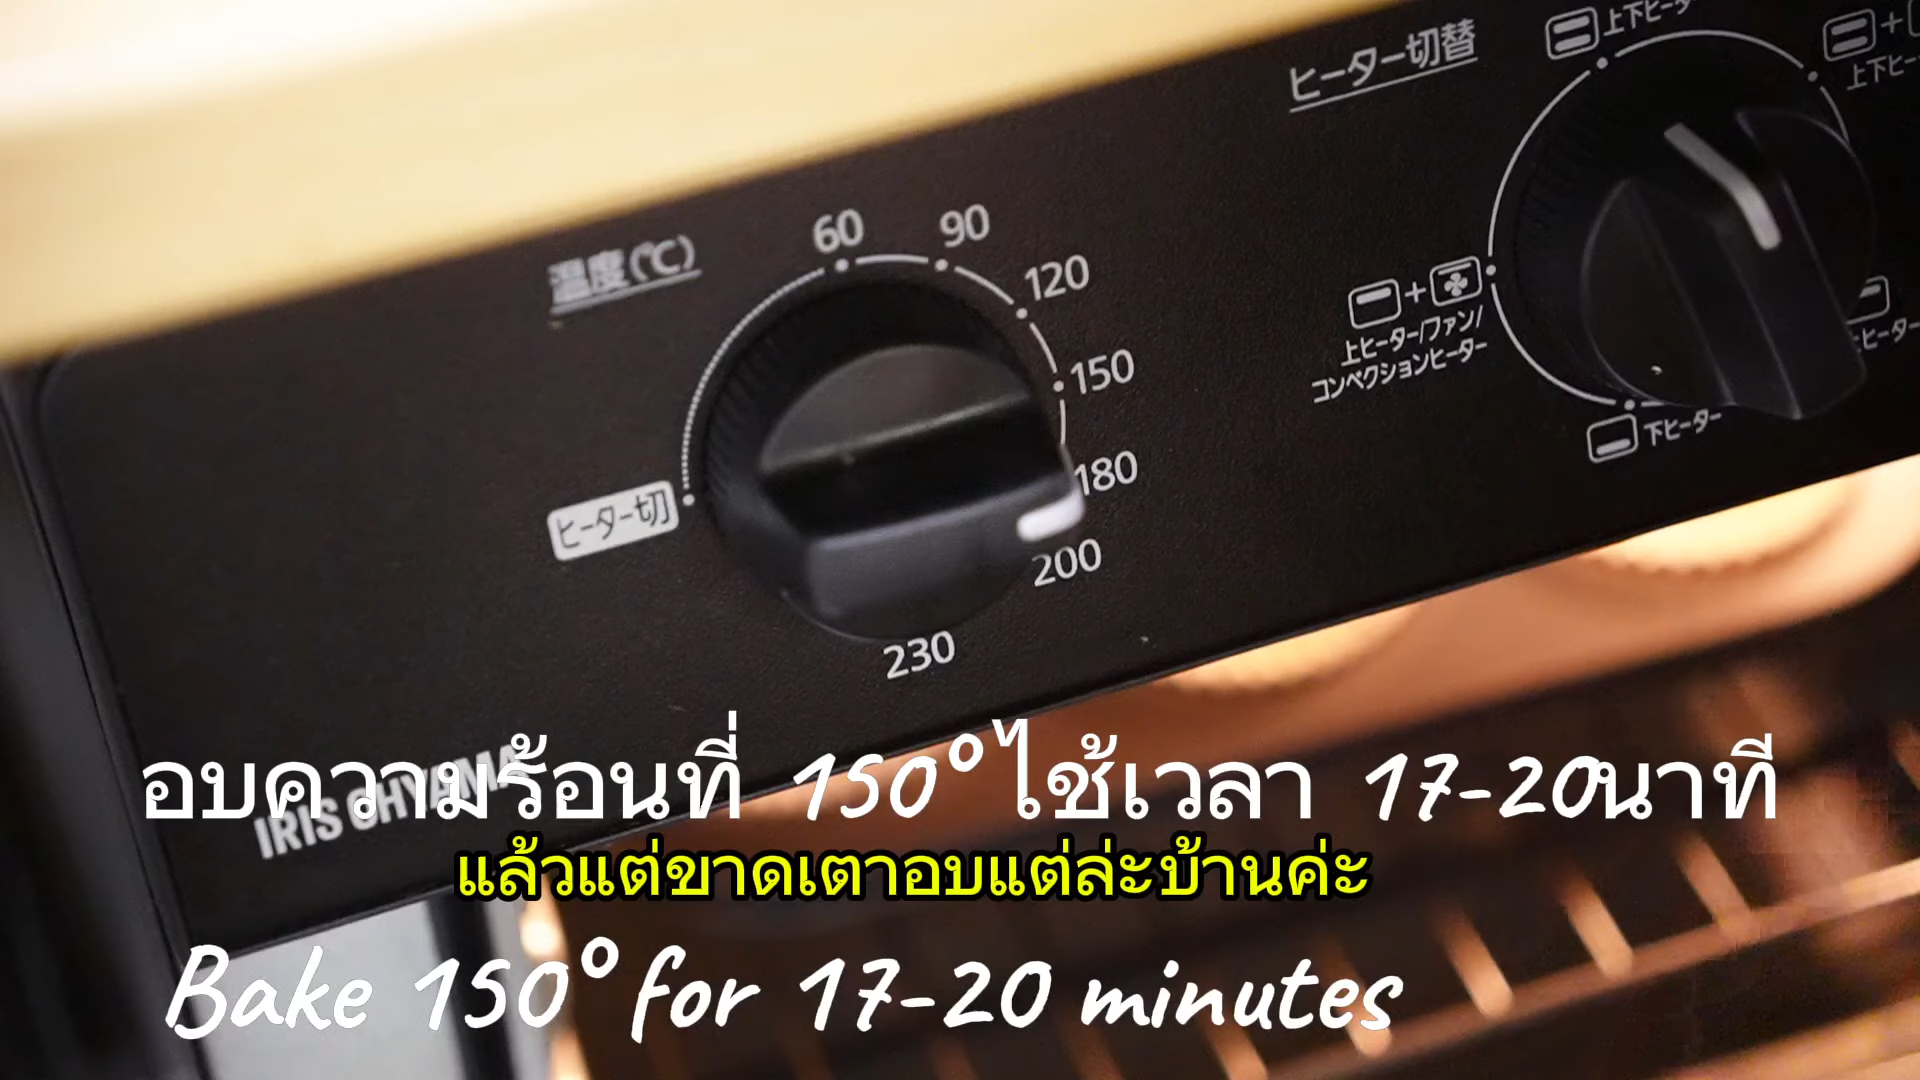 ヒーター切替
上下ヒータ
温度(℃)
60
90
120
150
180
200
230
ヒーター切
上ヒーター/ファン/
コンベクションヒーター
下ヒーター
IRIS OHYAMA
อบความร้อนที่ 150° ไช้เวลา 17-20นาที
แล้วแต่ขาดเตาอบแต่ล่ะบ้านค่ะ
Bake 150° for 17-20 minutes